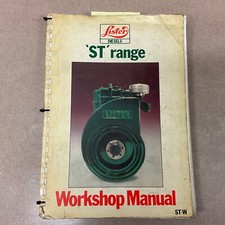 Lister
DIESELS
'ST' range
LISTER
Workshop Manual
ST-W